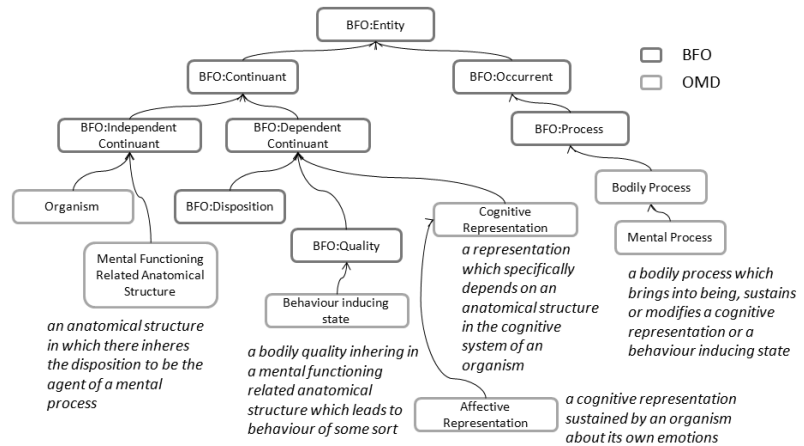 BFO:Entity
BFO
OMD
BFO:Continuant
BFO:Occurrent
BFO:Independent
Continuant
BFO:Dependent
Continuant
BFO:Process
Organism
BFO:Disposition
Cognitive
Representation
Bodily Process
Mental Process
Mental Functioning
Related Anatomical
Structure
BFO:Quality
Behaviour inducing
state
a representation
which specifically
depends on an
anatomical structure
in the cognitive
system of an
organism
a bodily process which
brings into being, sustains
or modifies a cognitive
representation or a
behaviour inducing state
an anatomical structure
in which there inheres
the disposition to be the
agent of a mental
process
a bodily quality inhering in
a mental functioning
related anatomical
structure which leads to
behaviour of some sort
Affective
Representation
a cognitive representation
sustained by an organism
about its own emotions